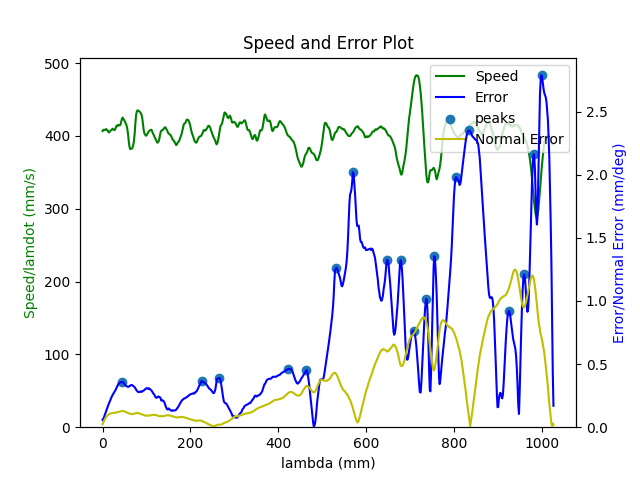 Speed and Error Plot
Speed
Error
peaks
Normal Error
500
400
300
200
100
0
Speed/lamdot (mm/s)
2.5
2.0
1.5
1.0
0.5
0.0
Error/Normal Error (mm/deg)
0 200 400 600 800 1000
lambda (mm)